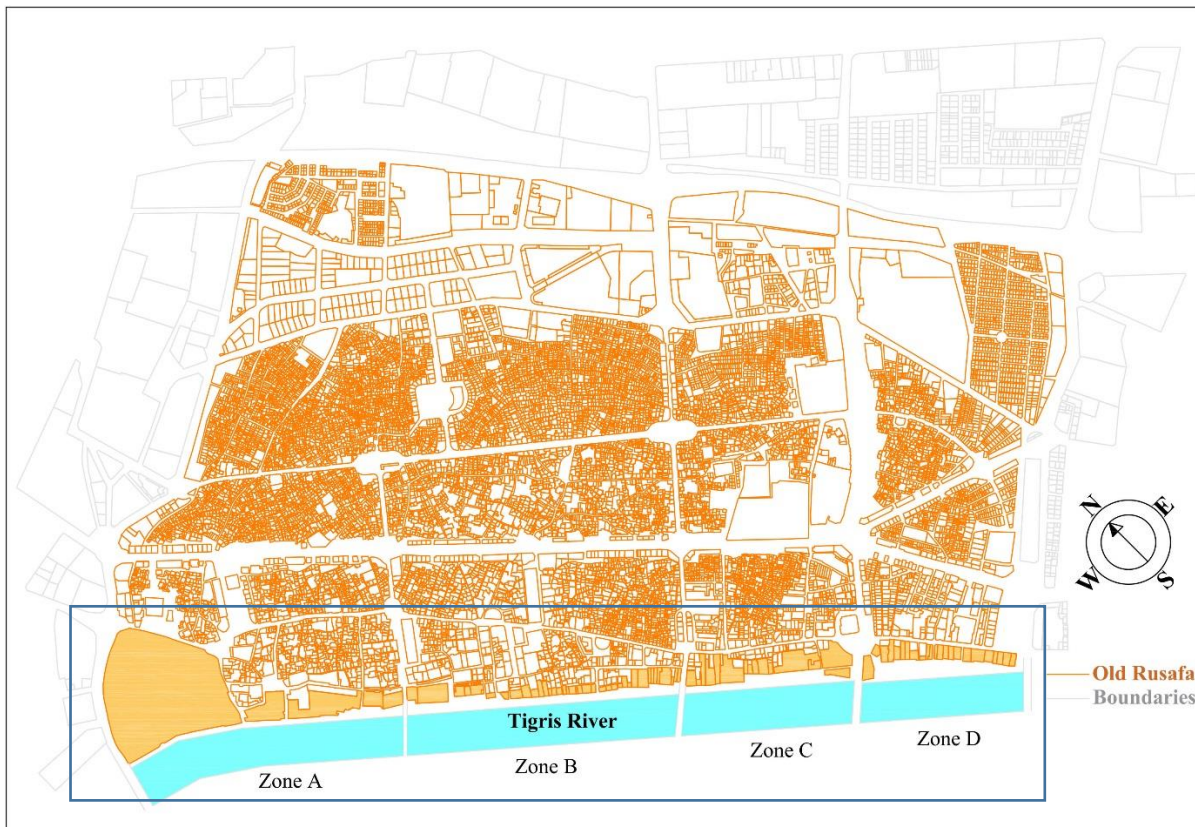 N
E
W
S
Old Rusafa
Boundaries
Tigris River
Zone A
Zone B
Zone C
Zone D